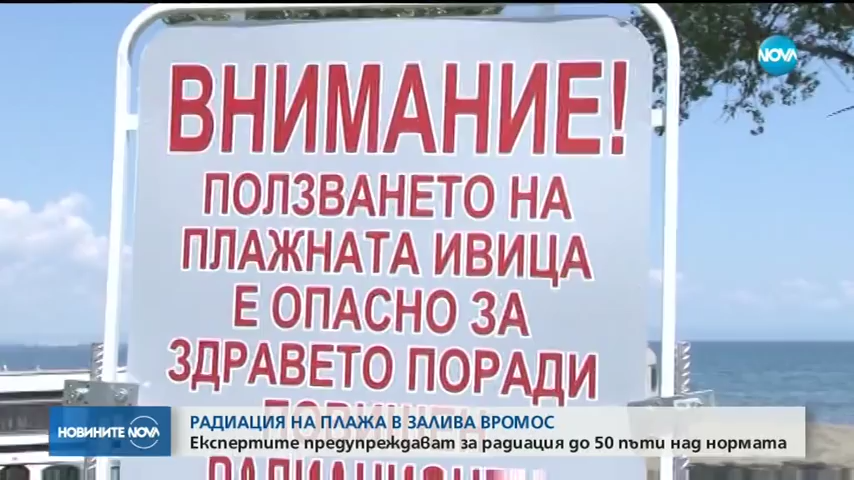 nova
ВНИМАНИЕ!
ПОЛЗВАНЕТО НА
ПЛАЖНАТА ИВИЦА
Е ОПАСНО ЗА
ЗДРАВЕТО ПОРАДИ
НОВИНИТЕ NOVA
РАДИАЦИЯ НА ПЛАЖА В ЗАЛИВА ВРОМОС
Експертите предупреждават за радиация до 50 пъти над нормата